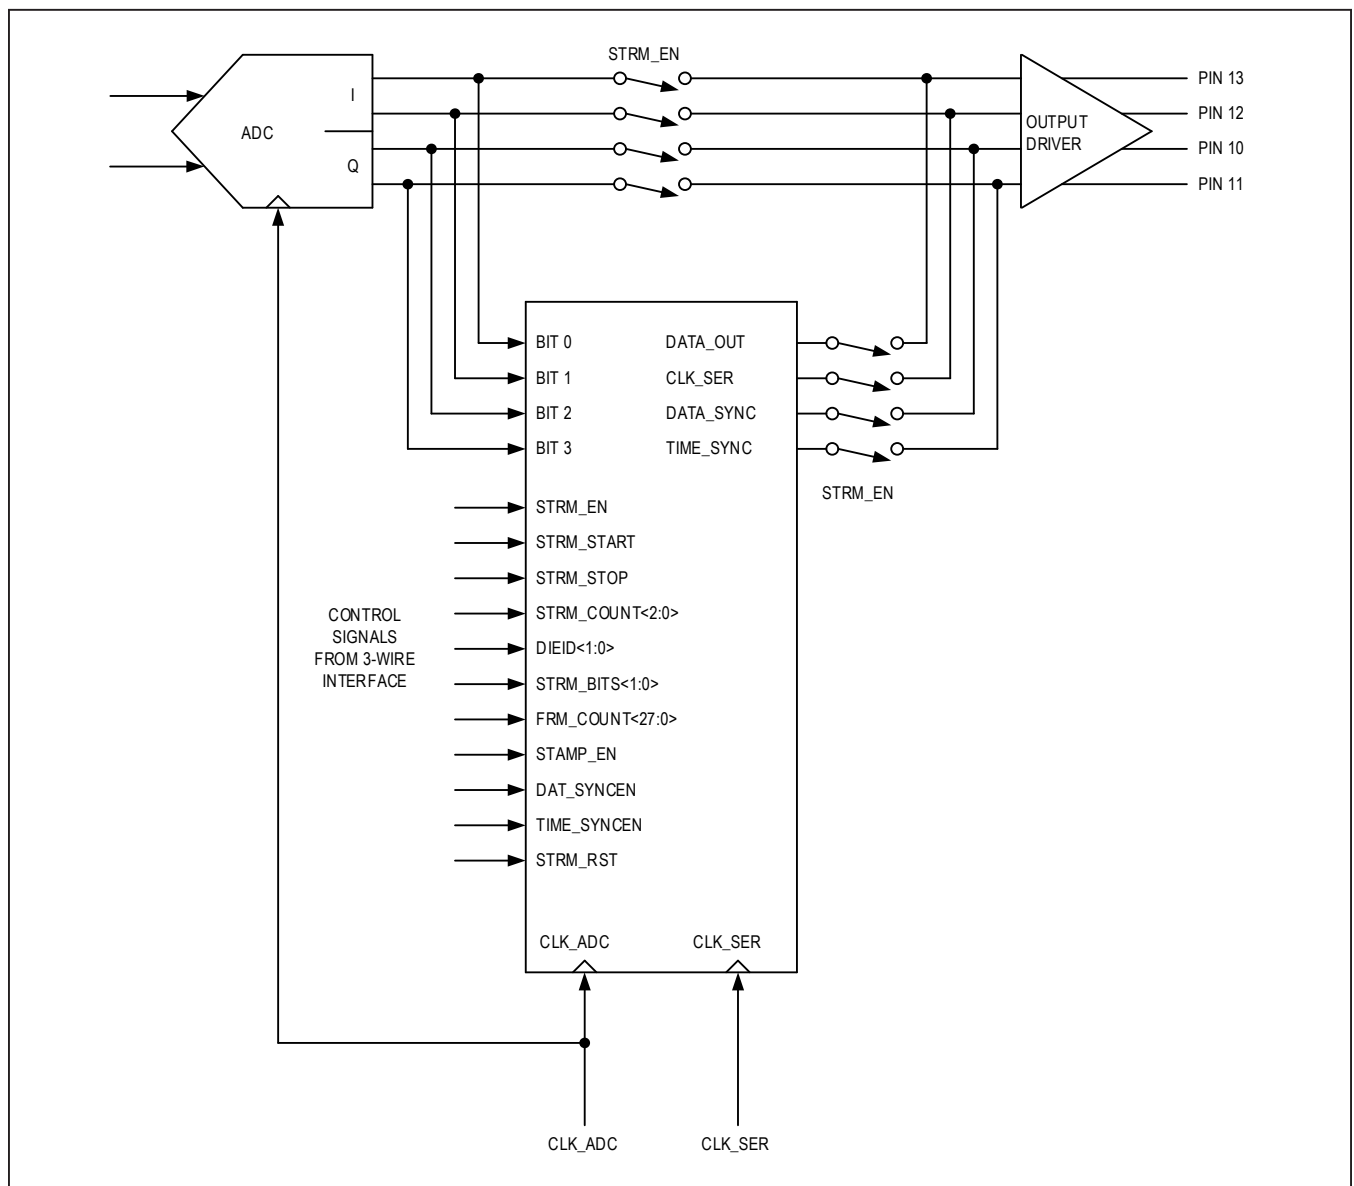 STRM_EN
PIN 13
I
PIN 12
ADC
OUTPUT
DRIVER
PIN 10
Q
PIN 11
BIT 0
DATA_OUT
BIT 1
CLK_SER
BIT 2
DATA_SYNC
BIT 3
TIME_SYNC
STRM_EN
STRM_EN
STRM_START
STRM_STOP
CONTROL
SIGNALS
FROM 3-WIRE
INTERFACE
STRM_COUNT<2:0>
DIEID<1:0>
STRM_BITS<1:0>
FRM_COUNT<27:0>
STAMP_EN
DAT_SYNCEN
TIME_SYNCEN
STRM_RST
CLK_ADC
CLK_SER
CLK_ADC
CLK_SER